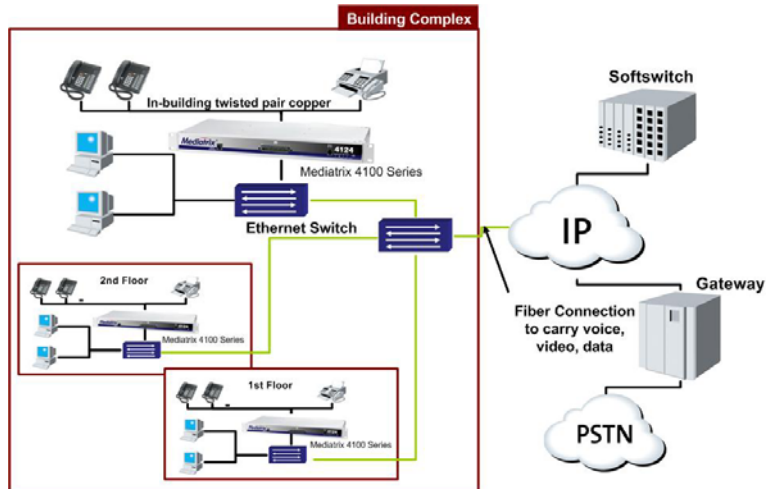 Building Complex
In-building twisted pair copper
Mediatrix
4124
Mediatrix 4100 Series
Ethernet Switch
Softswitch
IP
Gateway
Fiber Connection
to carry voice,
video, data
PSTN
2nd Floor
Mediatrix 4100 Series
1st Floor
Mediatrix 4100 Series